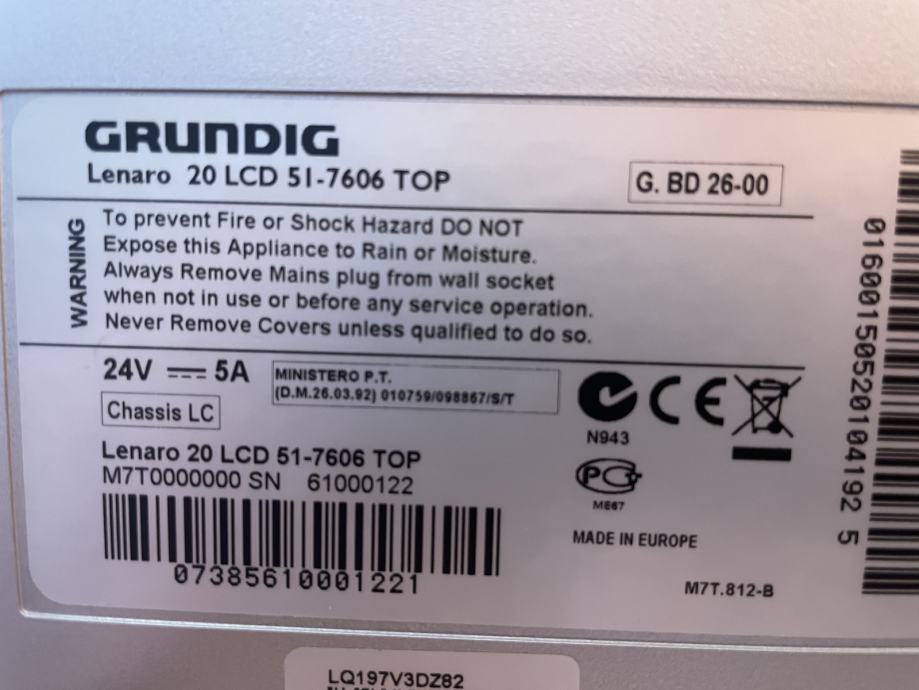 GRUNDIG
Lenaro 20 LCD 51-7606 TOP
G. BD 26-00
WARNING
To prevent Fire or Shock Hazard DO NOT
Expose this Appliance to Rain or Moisture.
Always Remove Mains plug from wall socket
when not in use or before any service operation.
Never Remove Covers unless qualified to do so.
24V 5A
MINISTERO P.T.
(D.M.26.03.92) 010759/098867/S/T
Chassis LC
N943
CE
Lenaro 20 LCD 51-7606 TOP
M7T0000000 SN 61000122
07385610001221
PC
ME67
MADE IN EUROPE
M7T.812-B
01600150520104192 5
LQ197V3DZ82